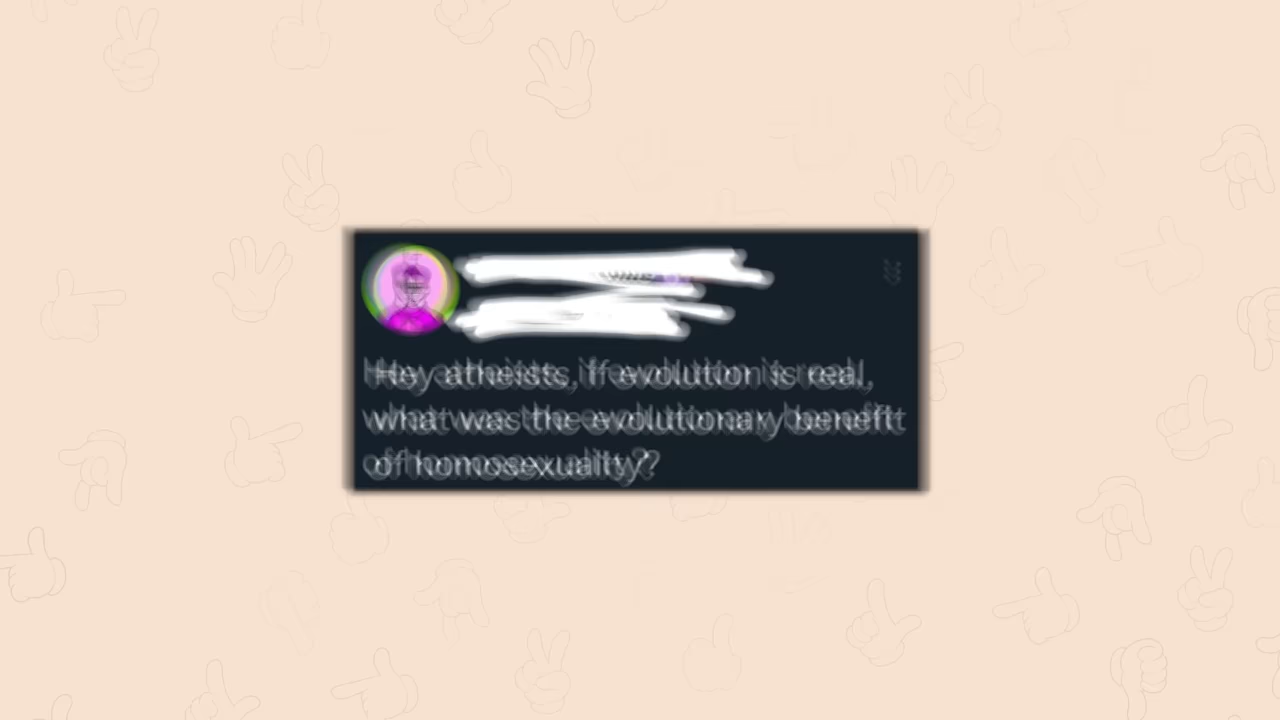 Hey atheists, if evolution is real,
what was the evolutionary benefit
of homosexuality?